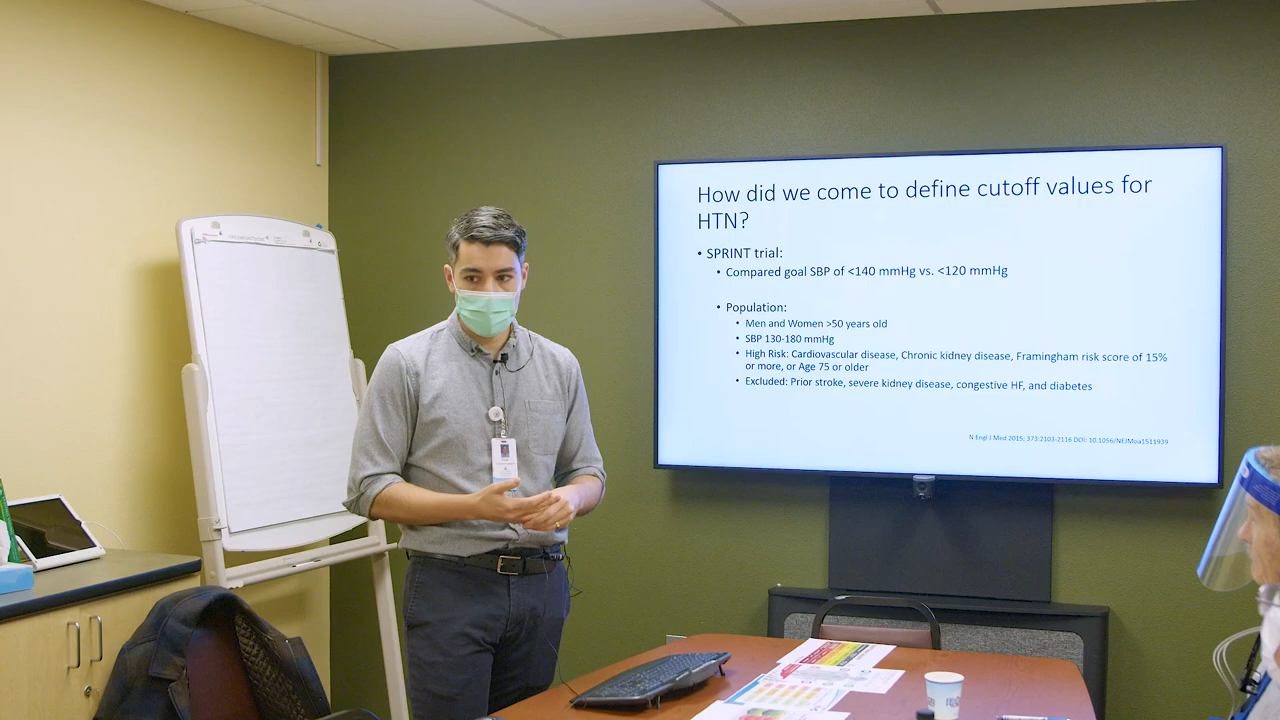 How did we come to define cutoff values for
HTN?
• SPRINT trial:
• Compared goal SBP of <140 mmHg vs. <120 mmHg
• Population:
• Men and Women >50 years old
• SBP 130-180 mmHg
• High Risk: Cardiovascular disease, Chronic kidney disease, Framingham risk score of 15%
or more, or Age 75 or older
• Excluded: Prior stroke, severe kidney disease, congestive HF, and diabetes
N Engl J Med 2015; 373:2103-2116 DOI: 10.1056/NEJMoa1511939